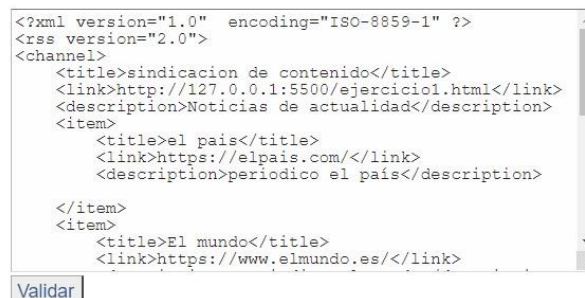 <?xml version="1.0"  encoding="ISO-8859-1" ?>
<rss version="2.0">
<channel>
    <title>sindicacion de contenido</title>
    <link>http://127.0.0.1:5500/ejercicio1.html</link>
    <description>Noticias de actualidad</description>
    <item>
        <title>el pais</title>
        <link>https://elpais.com/</link>
        <description>periodico el país</description>
    </item>
    <item>
        <title>El mundo</title>
        <link>https://www.elmundo.es/</link>
Validar